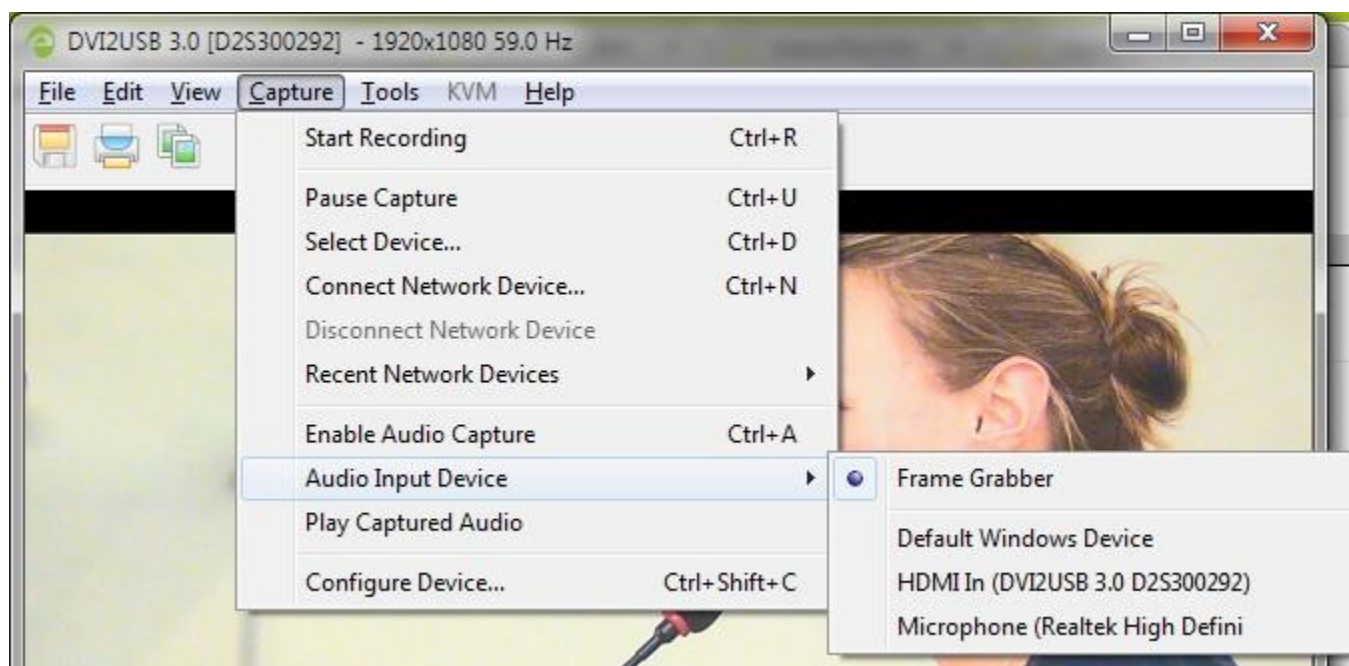 DVI2USB 3.0 [D2S300292] - 1920x1080 59.0 Hz
File Edit View Capture Tools KVM Help
Start Recording Ctrl+R
Pause Capture Ctrl+U
Select Device... Ctrl+D
Connect Network Device... Ctrl+N
Disconnect Network Device
Recent Network Devices
Enable Audio Capture Ctrl+A
Audio Input Device
Play Captured Audio
Configure Device... Ctrl+Shift+C
Frame Grabber
Default Windows Device
HDMI In (DVI2USB 3.0 D2S300292)
Microphone (Realtek High Defini